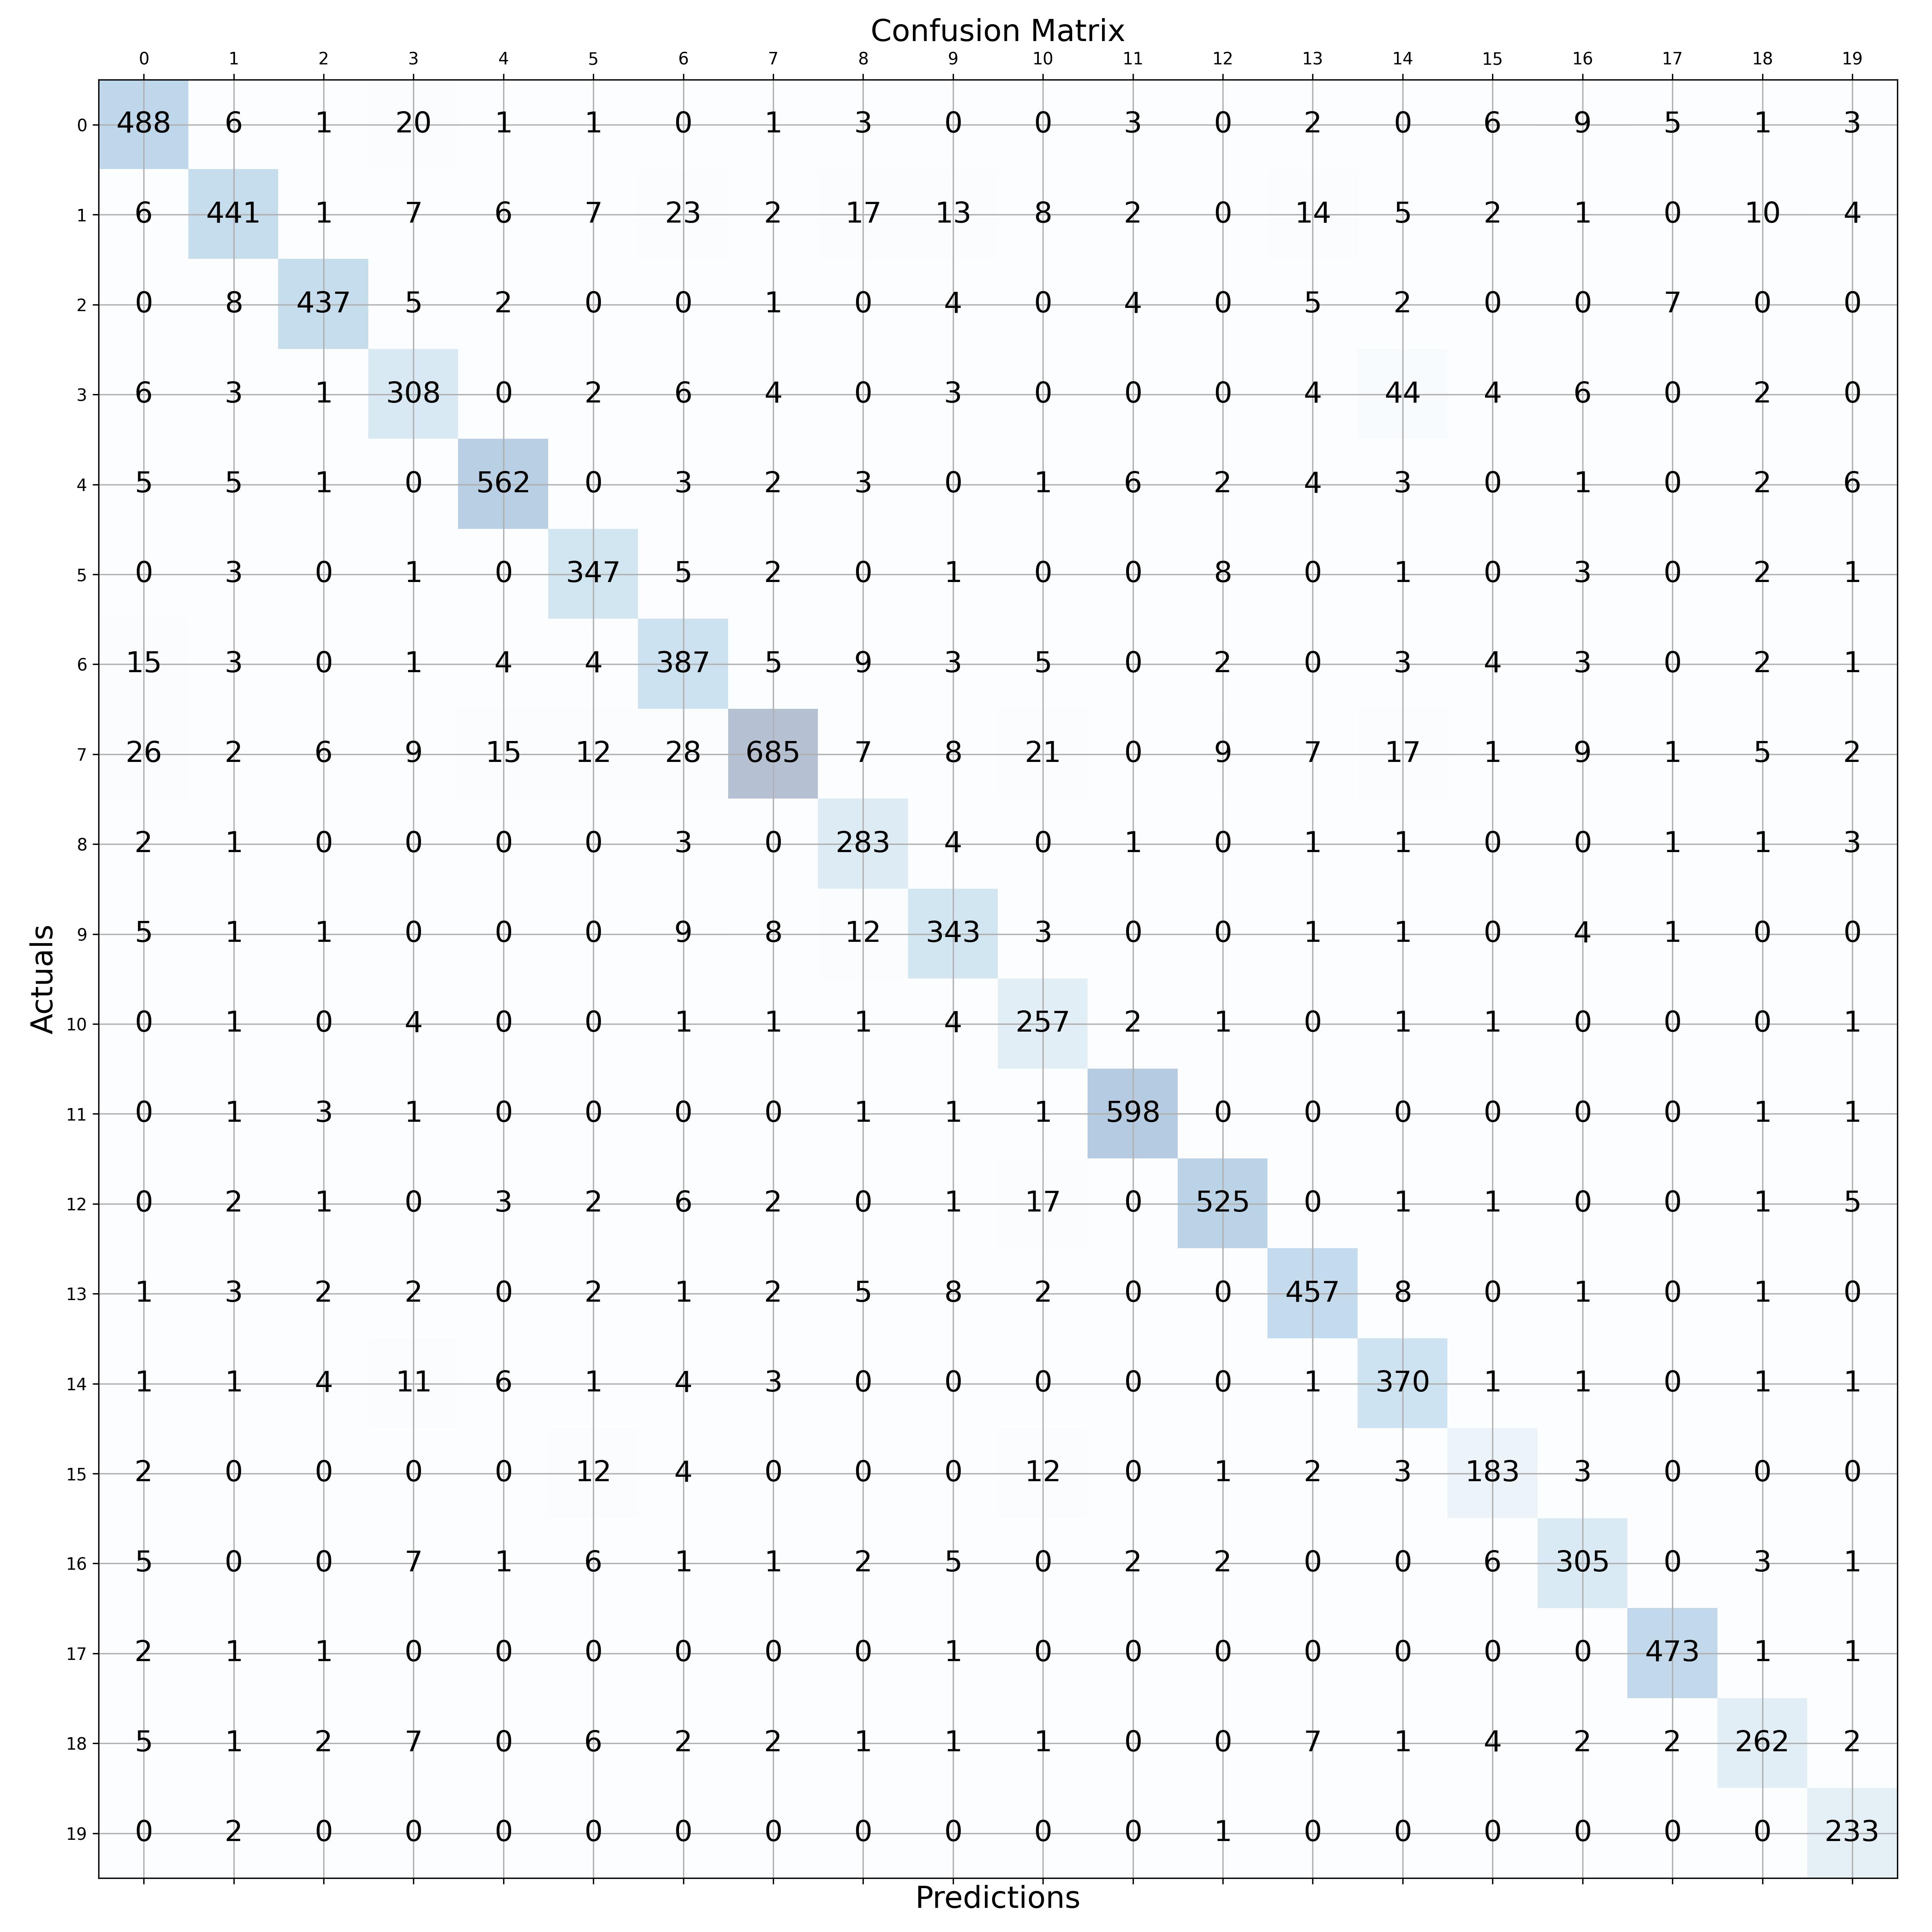 Confusion Matrix
0 1 2 3 4 5 6 7 8 9 10 11 12 13 14 15 16 17 18 19
0 488 6 1 20 1 1 0 1 3 0 0 3 0 2 0 6 9 5 1 3
1 6 441 1 7 6 7 23 2 17 13 8 2 0 14 5 2 1 0 10 4
2 0 8 437 5 2 0 0 1 0 4 0 4 0 5 2 0 0 7 0 0
3 6 3 1 308 0 2 6 4 0 3 0 0 0 4 44 4 6 0 2 0
4 5 5 1 0 562 0 3 2 3 0 1 6 2 4 3 0 1 0 2 6
5 0 3 0 1 0 347 5 2 0 1 0 0 8 0 1 0 3 0 2 1
6 15 3 0 1 4 4 387 5 9 3 5 0 2 0 3 4 3 0 2 1
7 26 2 6 9 15 12 28 685 7 8 21 0 9 7 17 1 9 1 5 2
8 2 1 0 0 0 0 3 0 283 4 0 1 0 1 1 0 0 1 1 3
9 5 1 1 0 0 0 9 8 12 343 3 0 0 1 1 0 4 1 0 0
Actuals
10 0 1 0 4 0 0 1 1 1 4 257 2 1 0 1 1 0 0 0 1
11 0 1 3 1 0 0 0 0 1 1 1 598 0 0 0 0 0 0 1 1
12 0 2 1 0 3 2 6 2 0 1 17 0 525 0 1 1 0 0 1 5
13 1 3 2 2 0 2 1 2 5 8 2 0 0 457 8 0 1 0 1 0
14 1 1 4 11 6 1 4 3 0 0 0 0 0 1 370 1 1 0 1 1
15 2 0 0 0 0 12 4 0 0 0 12 0 1 2 3 183 3 0 0 0
16 5 0 0 7 1 6 1 1 2 5 0 2 2 0 0 6 305 0 3 1
17 2 1 1 0 0 0 0 0 0 1 0 0 0 0 0 0 0 473 1 1
18 5 1 2 7 0 6 2 2 1 1 1 0 0 7 1 4 2 2 262 2
19 0 2 0 0 0 0 0 0 0 0 0 0 1 0 0 0 0 0 0 233
Predictions